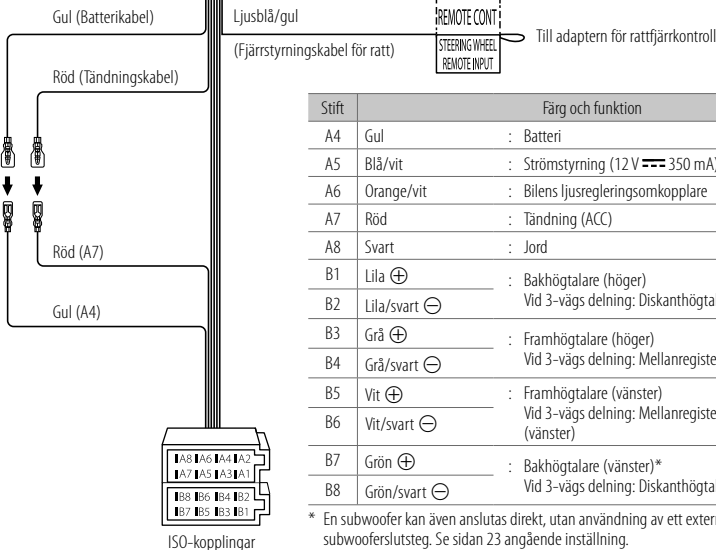 Gul (Batterikabel)
Ljusblå/gul
(Fjärrstyrningskabel för ratt)
REMOTE CONT
STEERING WHEEL
REMOTE INPUT
Till adaptern för rattfjärrkontroll
Röd (Tändningskabel)
Röd (A7)
Gul (A4)
A8 A6 A4 A2
A7 A5 A3 A1
B8 B6 B4 B2
B7 B5 B3 B1
ISO-kopplingar
Stift Färg och funktion
A4 Gul : Batteri
A5 Blå/vit : Strömstyrning (12 V ⎓ 350 mA)
A6 Orange/vit : Bilens ljusregleringsomkopplare
A7 Röd : Tändning (ACC)
A8 Svart : Jord
B1 Lila ⊕ : Bakhögtalare (höger)
B2 Lila/svart ⊖ Vid 3-vägs delning:
B3 Grå ⊕ : Framhögtalare (höger)
B4 Grå/svart ⊖ Vid 3-vägs delning:
B5 Vit ⊕ : Framhögtalare (vänster)
B6 Vit/svart ⊖ Vid 3-vägs delning:
(vänster)
B7 Grön ⊕ : Bakhögtalare (vänster)*
B8 Grön/svart ⊖ Vid 3-vägs delning:
* En subwoofer kan även anslutas direkt, utan användning av ett
subwooferslutsteg. Se sidan 23 angående inställning.